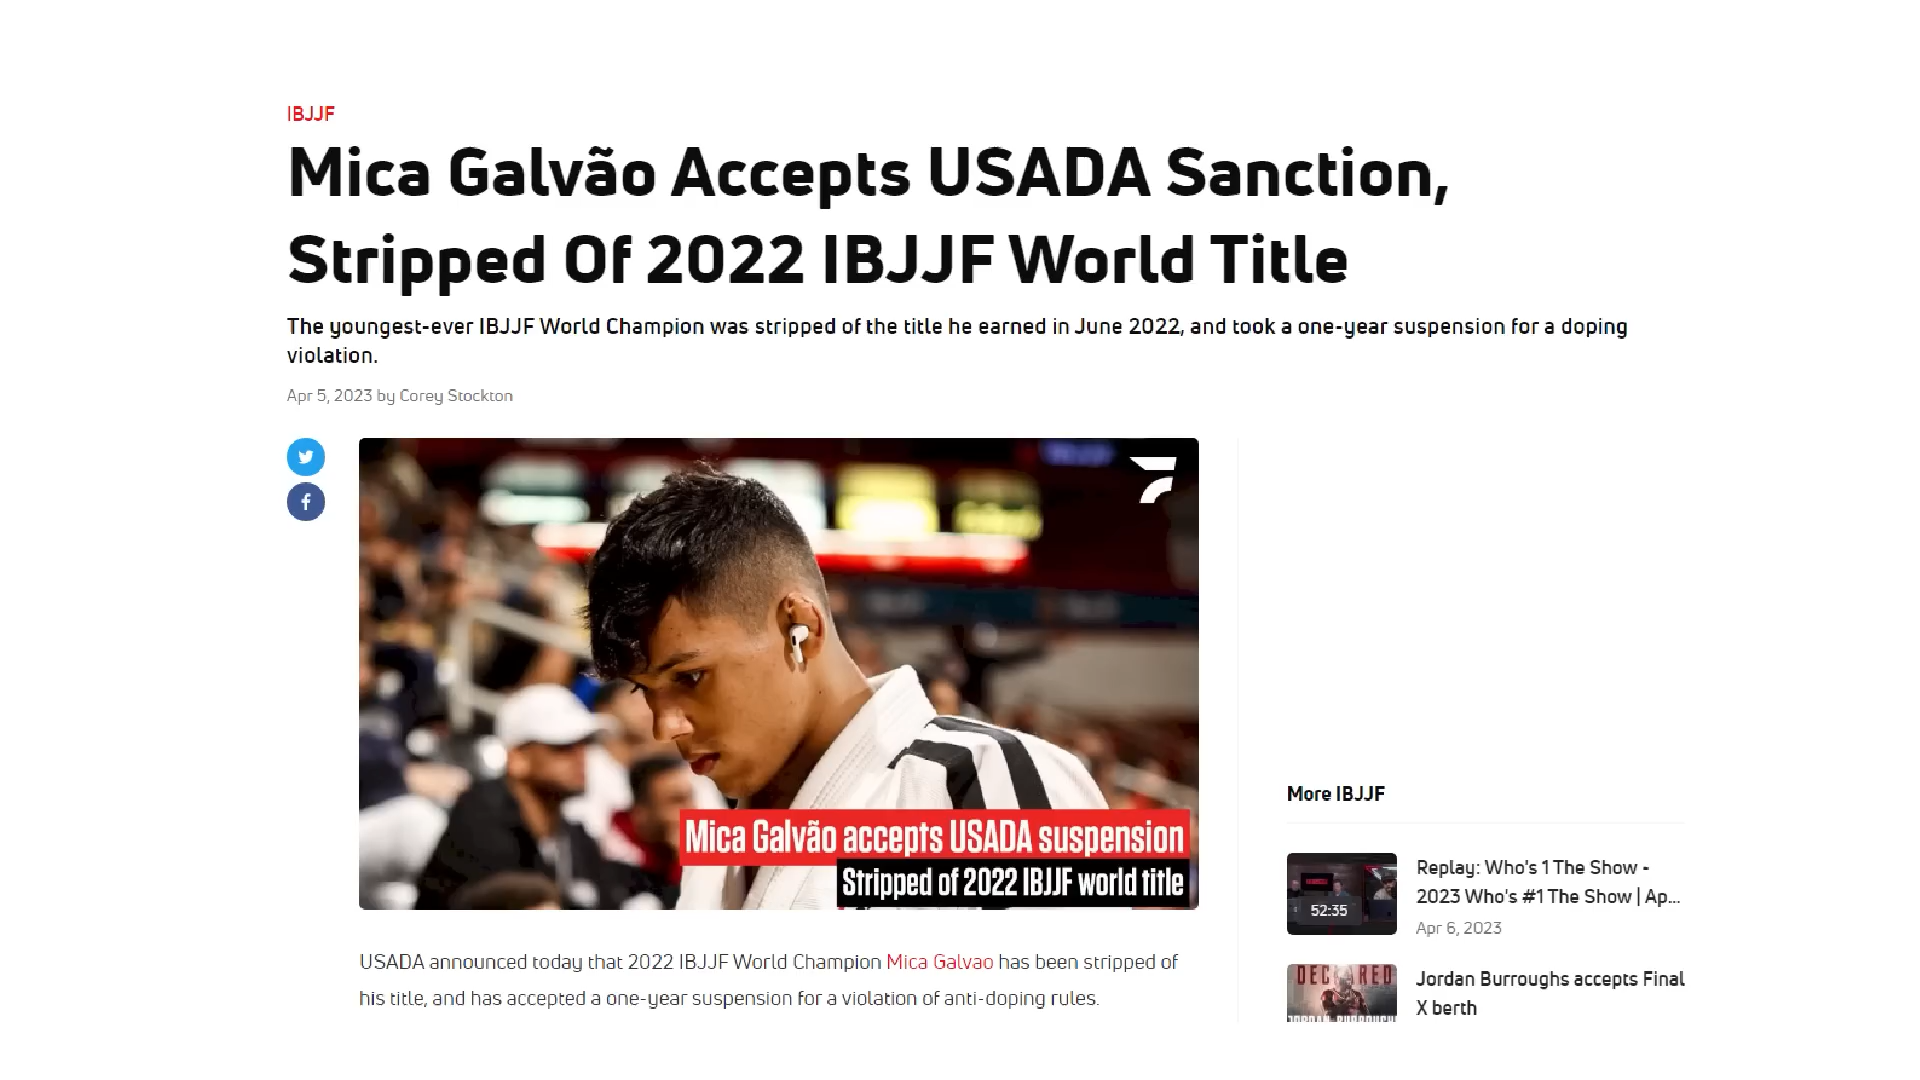 IBJJF
Mica Galvão Accepts USADA Sanction,
Stripped Of 2022 IBJJF World Title
The youngest-ever IBJJF World Champion was stripped of the title he earned in June 2022, and took a one-year suspension for a doping
violation.
Apr 5, 2023 by Corey Stockton
Mica Galvão accepts USADA suspension
Stripped of 2022 IBJJF world title
USADA announced today that 2022 IBJJF World Champion Mica Galvao has been stripped of
his title, and has accepted a one-year suspension for a violation of anti-doping rules.
More IBJJF
52:35
Replay: Who's 1 The Show -
2023 Who's #1 The Show | Ap...
Apr 6, 2023
Jordan Burroughs accepts Final
X berth